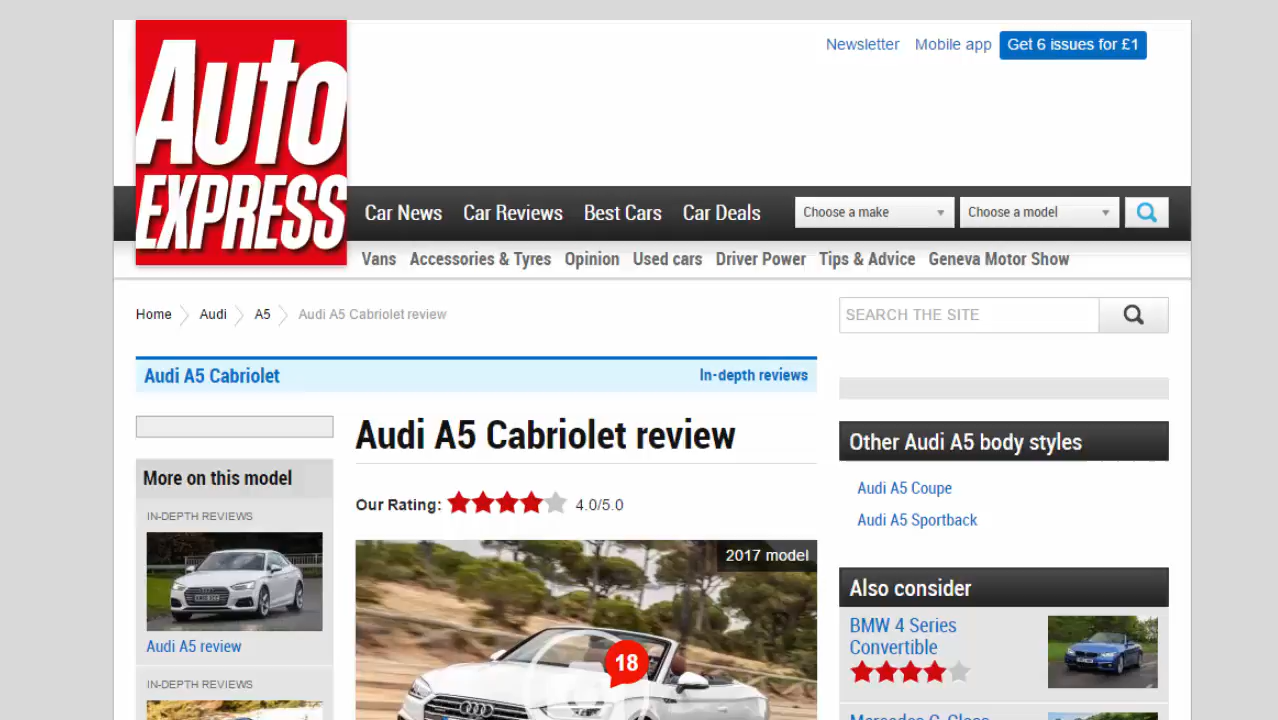 Newsletter Mobile app Get 6 issues for £1
Auto
EXPRESS
Car News Car Reviews Best Cars Car Deals Choose a make Choose a model
Vans Accessories & Tyres Opinion Used cars Driver Power Tips & Advice Geneva Motor Show
Home Audi A5 Audi A5 Cabriolet review
SEARCH THE SITE
Audi A5 Cabriolet In-depth reviews
Audi A5 Cabriolet review
Our Rating: 4.0/5.0
2017 model
18
More on this model
IN-DEPTH REVIEWS
Audi A5 review
IN-DEPTH REVIEWS
Other Audi A5 body styles
Audi A5 Coupe
Audi A5 Sportback
Also consider
BMW 4 Series
Convertible
Mercedes C-Class